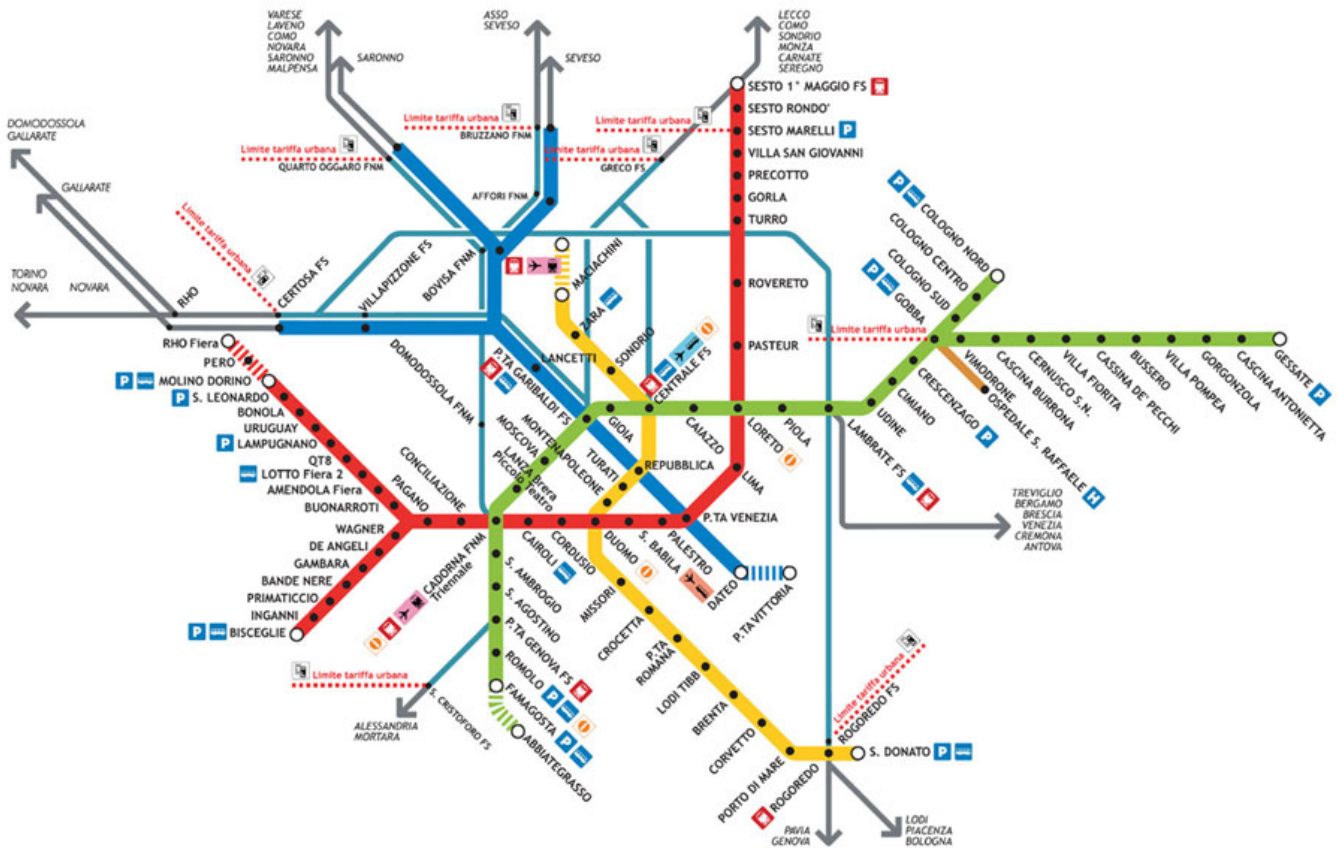 VARESE
LAVENO
COMO
NOVARA
SARONNO
MALPENSA
SARONNO
ASSO
SEVESO
SEVESO
LECCO
COMO
SONDRIO
MONZA
CARNATE
SEREGNO
DOMODOSSOLA
GALLARATE
GALLARATE
TORINO
NOVARA
NOVARA
Limite tariffa urbana
BRUZZANO FNM
Limite tariffa urbana
QUARTO OGGIARO FNM
Limite tariffa urbana
Limite tariffa urbana
GRECO FS
AFFORI FNM
Limite tariffa urbana
RHO
CERTOSA FS
VILLAPIZZONE FS
BOVISA FNM
SESTO 1° MAGGIO FS
SESTO RONDO'
SESTO MARELLI P
VILLA SAN GIOVANNI
PRECOTTO
GORLA
TURRO
ROVERETO
PASTEUR
LORETO
LIMA
P.TA VENEZIA
PALESTRO
S. BABILA
DUOMO
CORDUSIO
CAIROLI
CADORNA FNM
Triennale
CONCILIAZIONE
PAGANO
RHO Fiera
PERO
P MOLINO DORINO
P S. LEONARDO
BONOLA
URUGUAY
P LAMPUGNANO
QT8
LOTTO Fiera 2
AMENDOLA Fiera
BUONARROTI
WAGNER
DE ANGELI
GAMBARA
BANDE NERE
PRIMATICCIO
INGANNI
P BISCEGLIE
DOMODOSSOLA FNM
LANCETTI
P.TA GARIBALDI FS
REPUBBLICA
DATEO
P.TA VITTORIA
MACIACHINI
ZARA
SONDRIO
CENTRALE FS
TURATI
MONTENAPOLEONE
MISSORI
CROCETTA
P.TA
ROMANA
LODI TIBB
BRENTA
CORVETTO
PORTO DI MARE
ROGOREDO
S. DONATO P
Limite tariffa urbana
ROGOREDO FS
P COLOGNO NORD
COLOGNO CENTRO
COLOGNO SUD
P GOBBA
Limite tariffa urbana
VIMODRONE
CASCINA BURRONA
CERNUSCO S.N.
VILLA FIORITA
CASSINA DE' PECCHI
BUSSERO
VILLA POMPEA
GORGONZOLA
CASCINA ANTONIETTA
GESSATE P
OSPEDALE S. RAFFAELE H
CRESCENZAGO P
CIMIANO
UDINE
LAMBRATE FS
PIOLA
CAIAZZO
GIOIA
MOSCOVA
LANZA Brera
Piccolo Teatro
S. AMBROGIO
S. AGOSTINO
P.TA GENOVA FS
ROMOLO P
FAMAGOSTA P
ABBIATEGRASSO
Limite tariffa urbana
S. CRISTOFORO FS
ALESSANDRIA
MORTARA
TREVIGLIO
BERGAMO
BRESCIA
VENEZIA
CREMONA
ANTOVA
PAVIA
GENOVA
LODI
PIACENZA
BOLOGNA